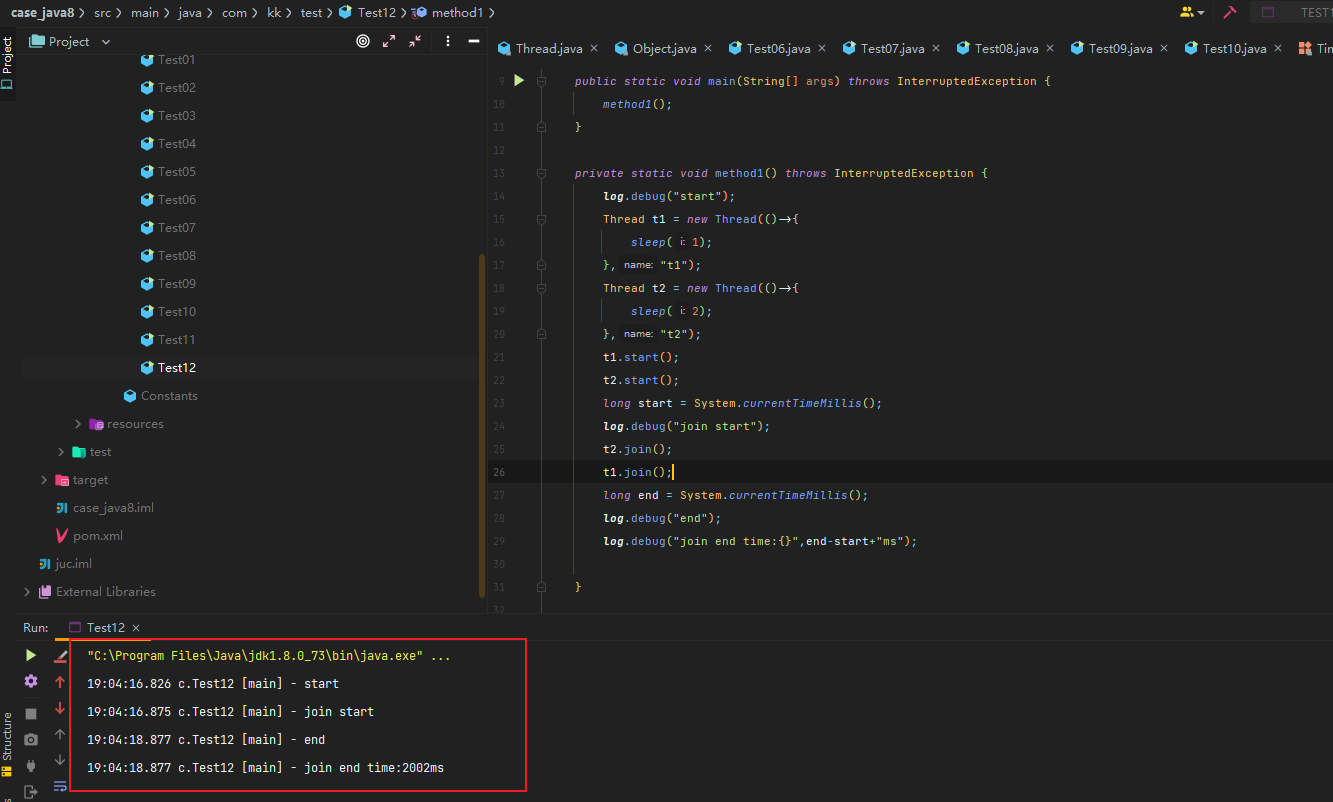 case_java8 src main java com kk test Test12 method1 TEST1
Project
Project
Thread.java Object.java Test06.java Test07.java Test08.java Test09.java Test10.java Tin
Test01
Test02
Test03
Test04
Test05
Test06
Test07
Test08
Test09
Test10
Test11
Test12
Constants
resources
test
target
case_java8.iml
pom.xml
juc.iml
External Libraries
9 public static void main(String[] args) throws InterruptedException {
10 method1();
11 }
12
13 private static void method1() throws InterruptedException {
14 log.debug("start");
15 Thread t1 = new Thread(()->{
16 sleep( i: 1);
17 }, name: "t1");
18 Thread t2 = new Thread(()->{
19 sleep( i: 2);
20 }, name: "t2");
21 t1.start();
22 t2.start();
23 long start = System.currentTimeMillis();
24 log.debug("join start");
25 t2.join();
26 t1.join();
27 long end = System.currentTimeMillis();
28 log.debug("end");
29 log.debug("join end time:{}",end-start+"ms");
30
31 }
32
Run: Test12
"C:\Program Files\Java\jdk1.8.0_73\bin\java.exe" ...
19:04:16.826 c.Test12 [main] - start
19:04:16.875 c.Test12 [main] - join start
19:04:18.877 c.Test12 [main] - end
19:04:18.877 c.Test12 [main] - join end time:2002ms
Structure